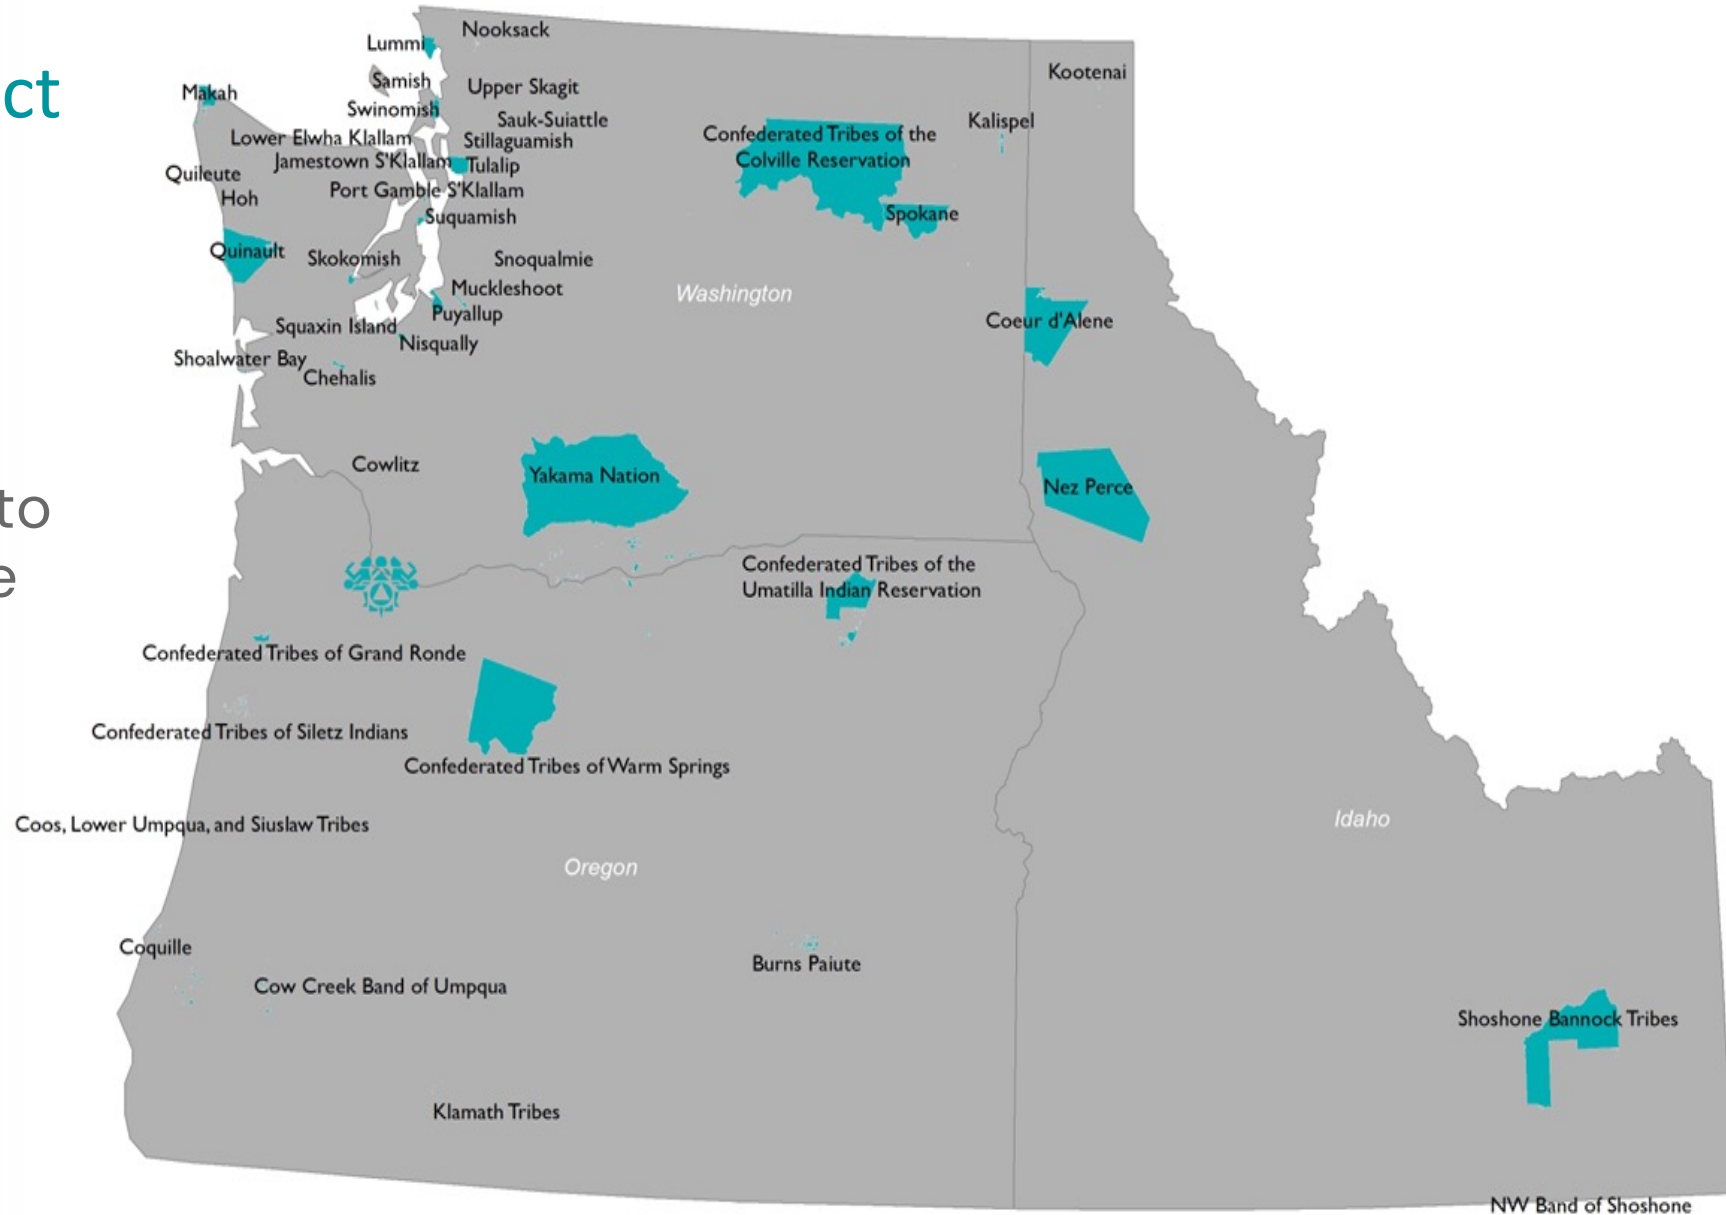 ct
to
e
Nooksack
Lummi
Kootenai
Samish
Upper Skagit
Makah
Swinomish
Sauk-Suiattle
Kalispel
Lower Elwha Klallam
Stillaguamish
Confederated Tribes of the
Colville Reservation
Jamestown S'Klallam
Tulalip
Quileute
Port Gamble S'Klallam
Hoh
Suquamish
Spokane
Quinault
Skokomish
Snoqualmie
Muckleshoot
Washington
Puyallup
Coeur d'Alene
Squaxin Island
Nisqually
Shoalwater Bay
Chehalis
Cowlitz
Yakama Nation
Nez Perce
Confederated Tribes of the
Umatilla Indian Reservation
Confederated Tribes of Grand Ronde
Confederated Tribes of Siletz Indians
Confederated Tribes of Warm Springs
Coos, Lower Umpqua, and Siuslaw Tribes
Idaho
Oregon
Coquille
Burns Paiute
Cow Creek Band of Umpqua
Shoshone Bannock Tribes
Klamath Tribes
NW Band of Shoshone